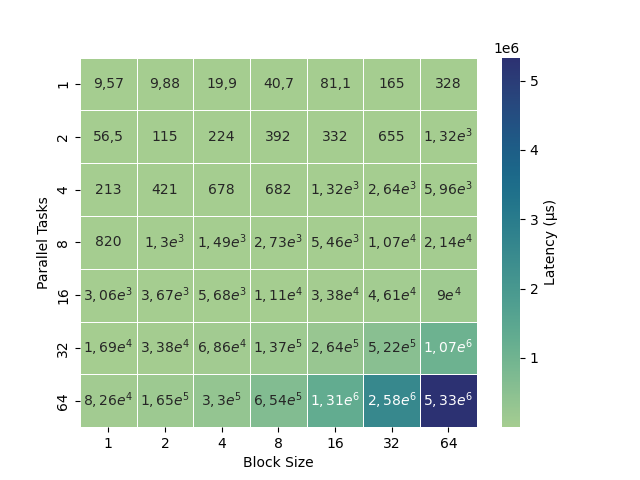 1e6
1 9,57 9,88 19,9 40,7 81,1 165 328
2 56,5 115 224 392 332 655 1,32e³
4 213 421 678 682 1,32e³ 2,64e³ 5,96e³
8 820 1,3e³ 1,49e³ 2,73e³ 5,46e³ 1,07e⁴ 2,14e⁴
16 3,06e³ 3,67e³ 5,68e³ 1,11e⁴ 3,38e⁴ 4,61e⁴ 9e⁴
32 1,69e⁴ 3,38e⁴ 6,86e⁴ 1,37e⁵ 2,64e⁵ 5,22e⁵ 1,07e⁶
64 8,26e⁴ 1,65e⁵ 3,3e⁵ 6,54e⁵ 1,31e⁶ 2,58e⁶ 5,33e⁶
1 2 4 8 16 32 64
Block Size
Parallel Tasks
5
4
3
2
1
Latency (µs)